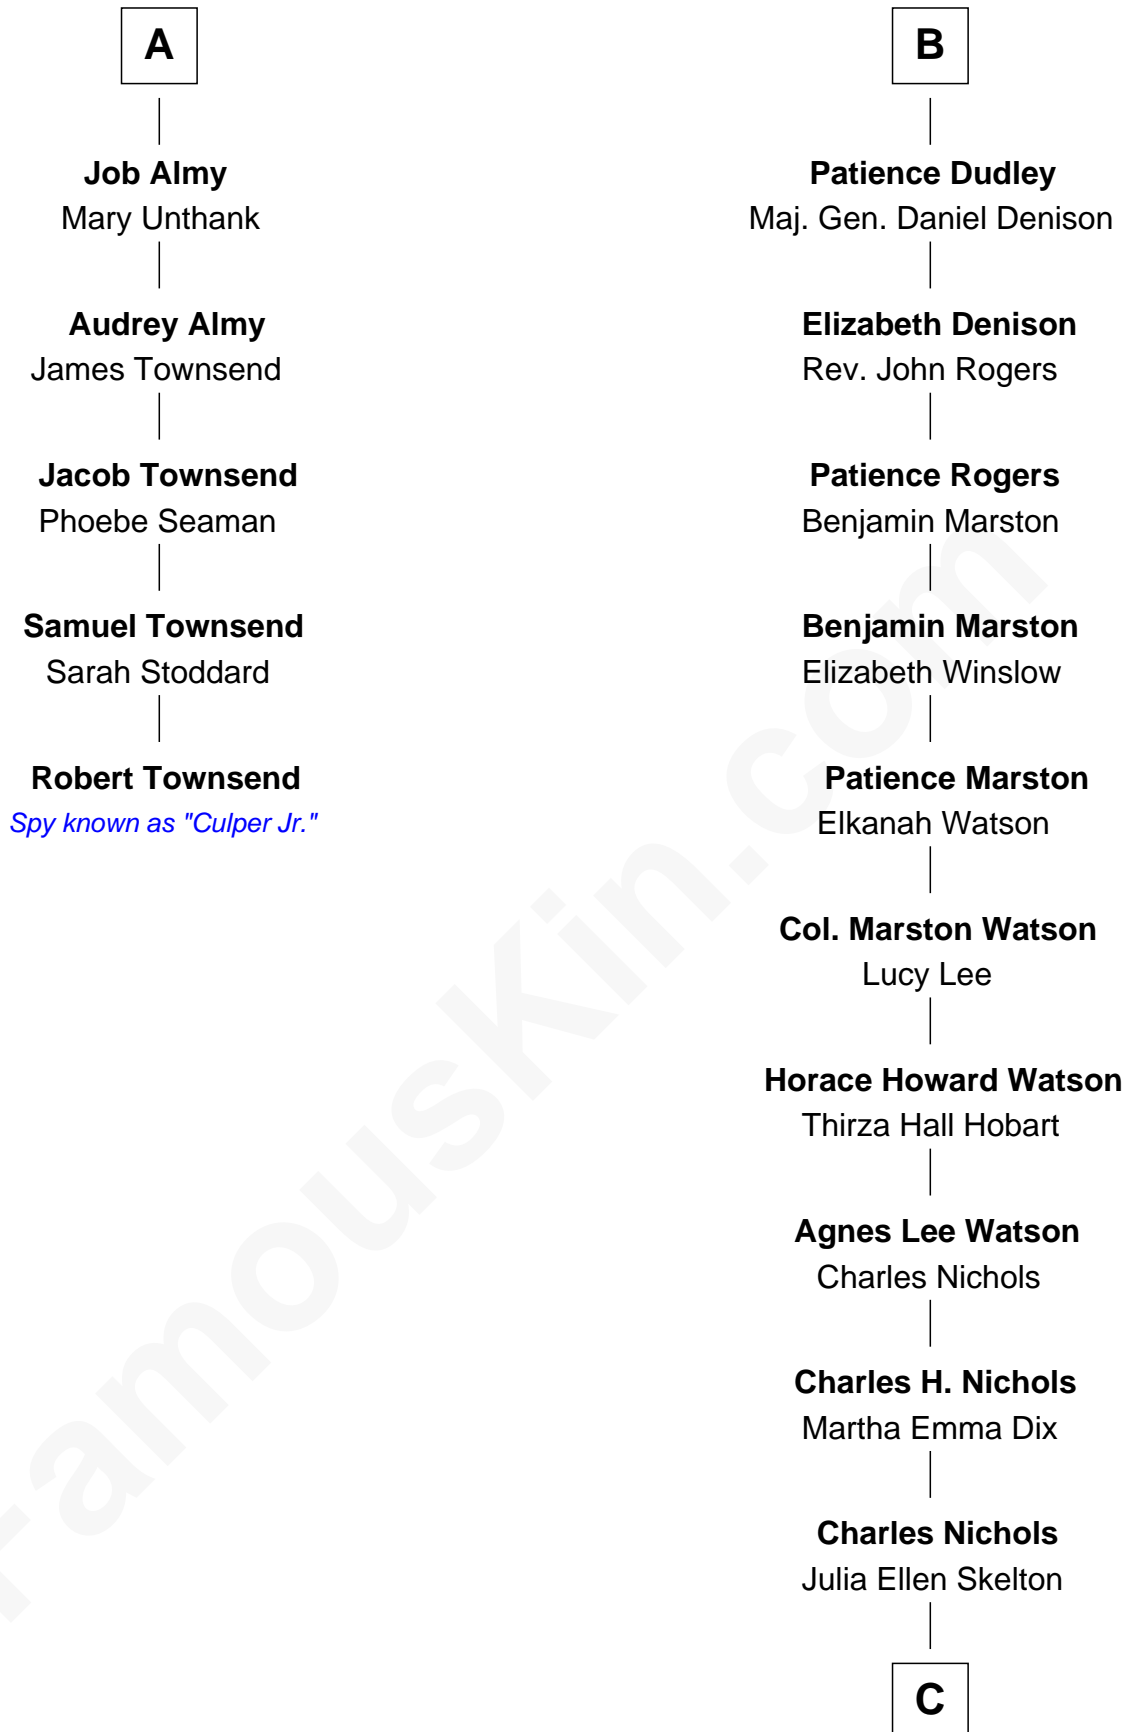 A
Job Almy
Mary Unthank
Audrey Almy
James Townsend
Jacob Townsend
Phoebe Seaman
Samuel Townsend
Sarah Stoddard
Robert Townsend
Spy known as "Culper Jr."
B
Patience Dudley
Maj. Gen. Daniel Denison
Elizabeth Denison
Rev. John Rogers
Patience Rogers
Benjamin Marston
Benjamin Marston
Elizabeth Winslow
Patience Marston
Elkanah Watson
Col. Marston Watson
Lucy Lee
Horace Howard Watson
Thirza Hall Hobart
Agnes Lee Watson
Charles Nichols
Charles H. Nichols
Martha Emma Dix
Charles Nichols
Julia Ellen Skelton
C
FamousKin.com